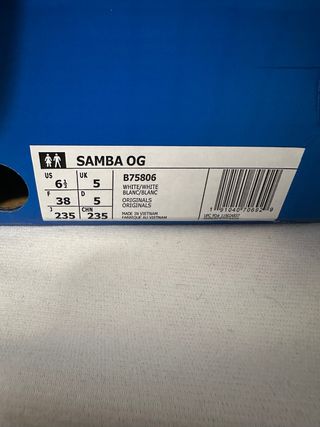 SAMBA OG
US 6½ UK 5
F 38 D 5
J 235 CHN 235
B75806
WHITE/WHITE
BLANC/BLANC
ORIGINALS
ORIGINALS
MADE IN VIETNAM
FABRIQUE AU VIETNAM